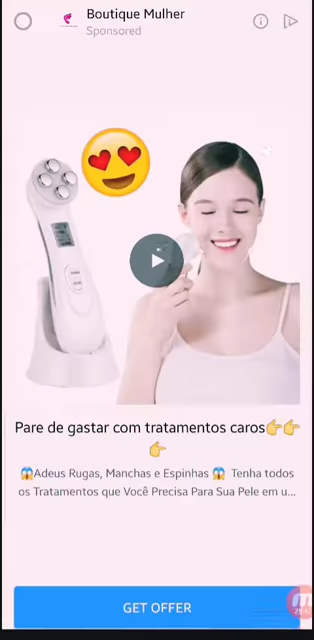 Boutique Mulher
Sponsored
Pare de gastar com tratamentos caros👉👉
👉
😱Adeus Rugas, Manchas e Espinhas 😱 Tenha todos
os Tratamentos que Você Precisa Para Sua Pele em u...
GET OFFER